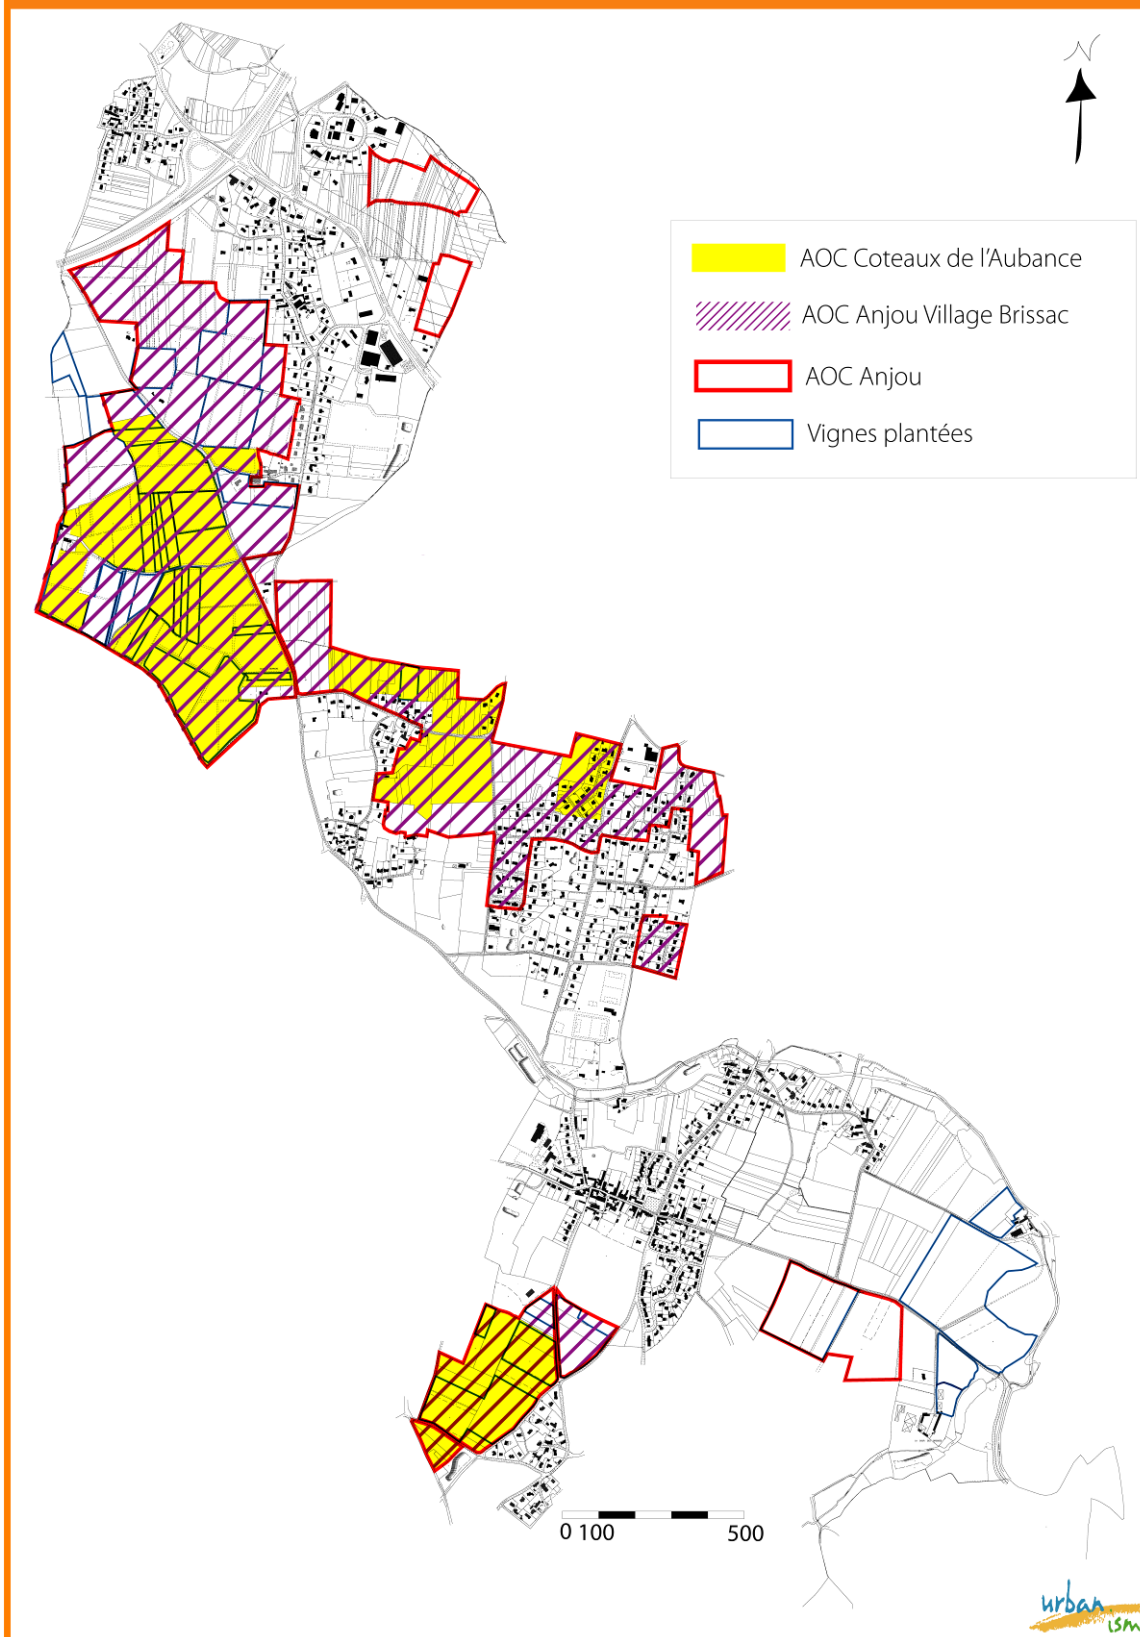 N
AOC Coteaux de l'Aubance
AOC Anjou Village Brissac
AOC Anjou
Vignes plantées
0 100 500
urban
ism